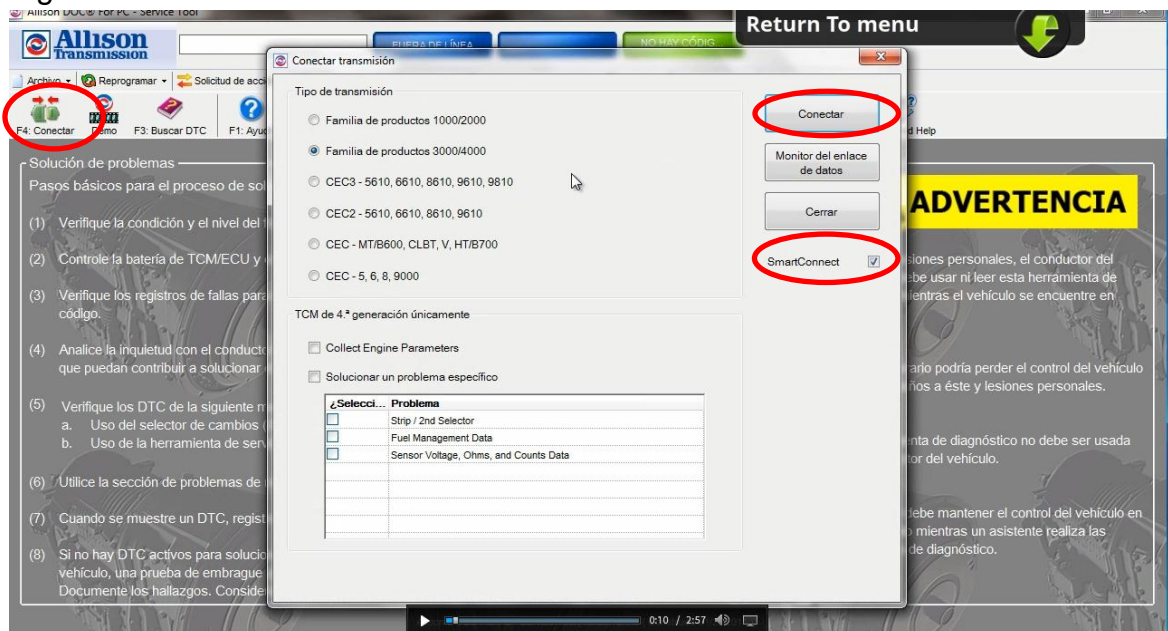 Allison DOC® For PC - Service Tool
Return To menu
Allison
Transmission
FUERA DE LÍNEA
NO HAY CÓDIG
Conectar transmisión
Archivo
Reprogramar
Solicitud de acci
F4: Conectar
Demo
F3: Buscar DTC
F1: Ayuc
d Help
Tipo de transmisión
Familia de productos 1000/2000
Familia de productos 3000/4000
CEC3 - 5610, 6610, 8610, 9610, 9810
CEC2 - 5610, 6610, 8610, 9610
CEC - MT/B600, CLBT, V, HT/B700
CEC - 5, 6, 8, 9000
Conectar
Monitor del enlace
de datos
Cerrar
SmartConnect
TCM de 4.ª generación únicamente
Collect Engine Parameters
Solucionar un problema específico
¿Selecci... Problema
Strip / 2nd Selector
Fuel Management Data
Sensor Voltage, Ohms, and Counts Data
Solución de problemas
Pasos básicos para el proceso de sol
(1) Verifique la condición y el nivel del
(2) Controle la batería de TCM/ECU y
(3) Verifique los registros de fallas para
código.
(4) Analice la inquietud con el conducto
que puedan contribuir a solucionar
(5) Verifique los DTC de la siguiente
a. Uso del selector de cambios
b. Uso de la herramienta de serv
(6) Utilice la sección de problemas de
(7) Cuando se muestre un DTC, regist
(8) Si no hay DTC activos para solucio
vehículo, una prueba de embrague
Documente los hallazgos. Conside
ADVERTENCIA
siones personales, el conductor del
ebe usar ni leer esta herramienta de
ientras el vehículo se encuentre en
ario podría perder el control del vehículo
ños a éste y lesiones personales.
enta de diagnóstico no debe ser usada
tor del vehículo.
debe mantener el control del vehículo en
o mientras un asistente realiza las
de diagnóstico.
0:10 / 2:57